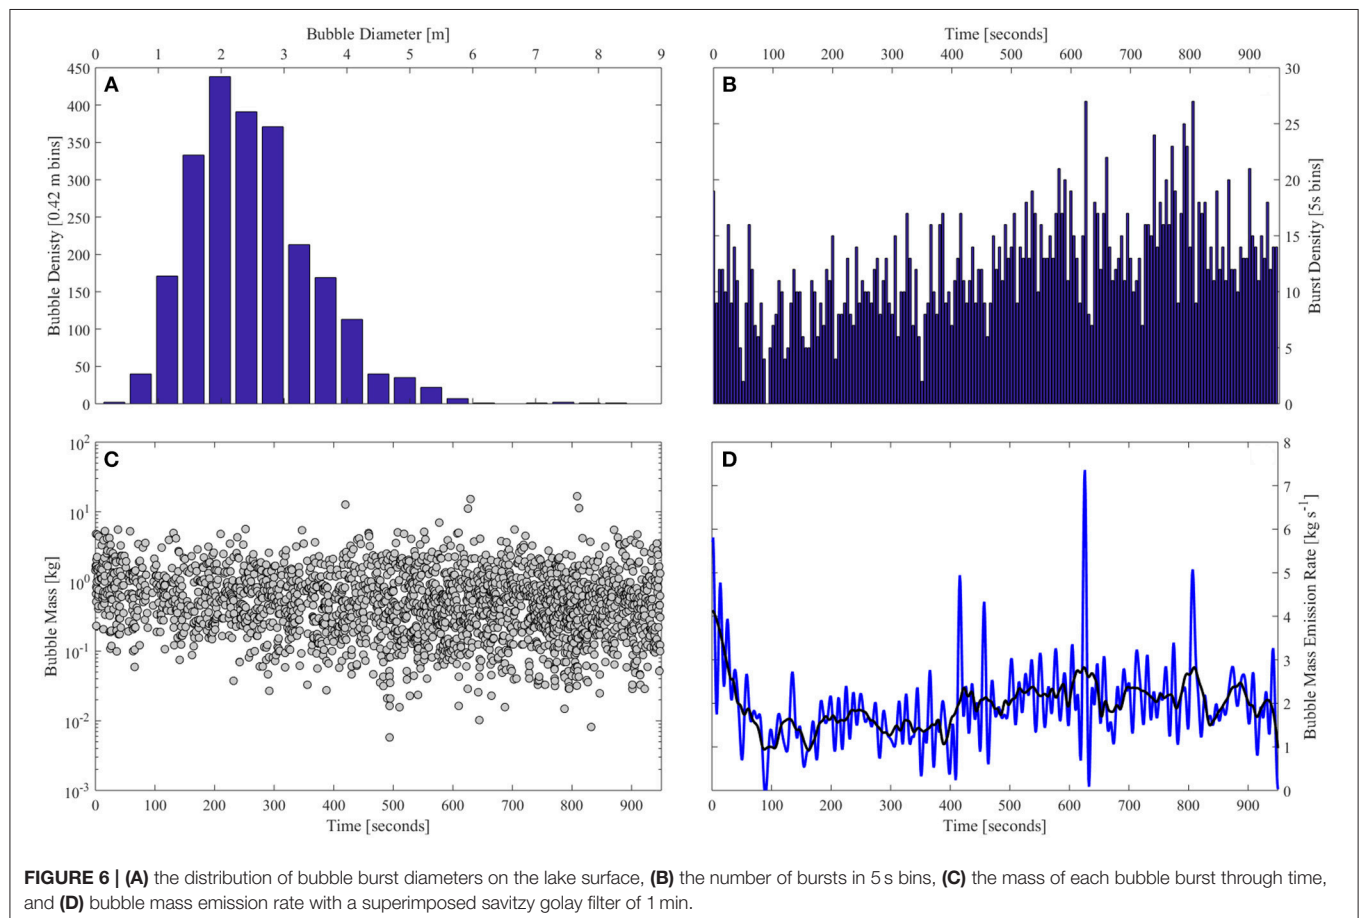 Bubble Diameter [m]
0 1 2 3 4 5 6 7 8 9
A
450
400
350
300
250
200
150
100
50
0
Bubble Denisty [0.42 m bins]
Time [seconds]
0 100 200 300 400 500 600 700 800 900
B
30
25
20
15
10
5
0
Burst Density [5s bins]
C
10²
10¹
10⁰
10⁻¹
10⁻²
10⁻³
Bubble Mass [kg]
0 100 200 300 400 500 600 700 800 900
Time [seconds]
D
8
7
6
5
4
3
2
1
0
Bubble Mass Emission Rate [kg s⁻¹]
0 100 200 300 400 500 600 700 800 900
Time [seconds]
FIGURE 6 | (A) the distribution of bubble burst diameters on the lake surface, (B) the number of bursts in 5 s bins, (C) the mass of each bubble burst through time,
and (D) bubble mass emission rate with a superimposed savitzy golay filter of 1 min.